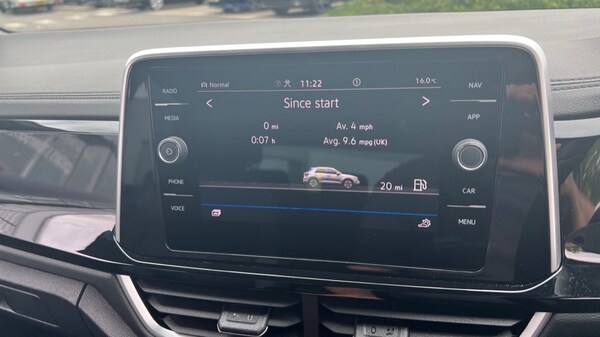 RADIO
MEDIA
PHONE
VOICE
Normal 11:22 16.0°C
< Since start >
0 mi Av. 4 mph
0:07 h Avg. 9.6 mpg (UK)
20 mi
NAV
APP
CAR
MENU